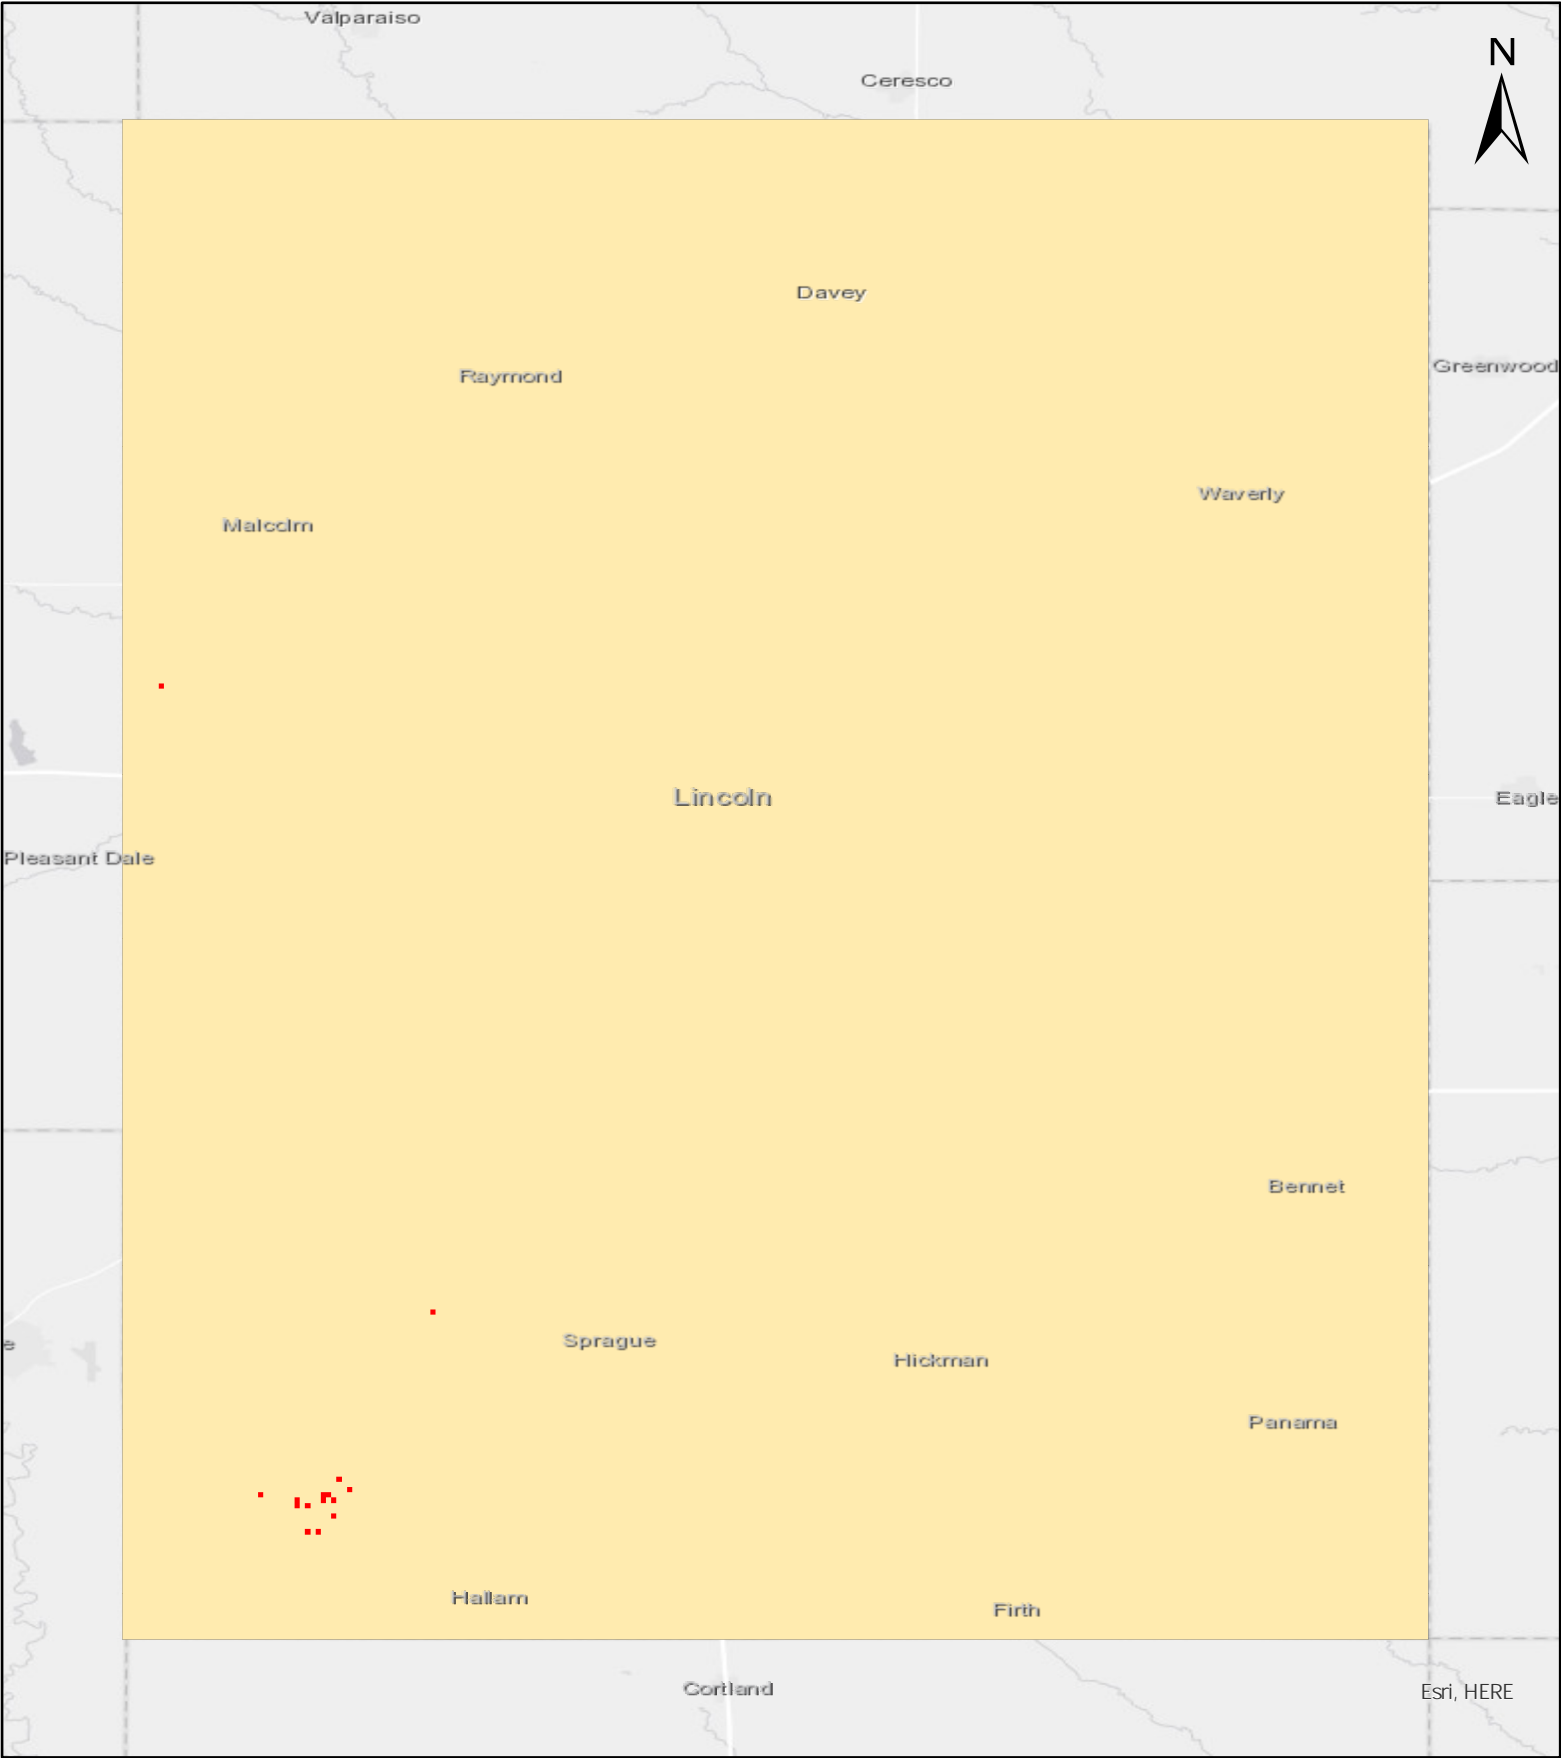 Valparaiso
N
Ceresco
Davey
Greenwood
Raymond
Waverly
Malcolm
Lincoln
Eagle
Pleasant Dale
Bennet
Sprague
e
Hickman
Panama
Hallam
Firth
Cortland
Esri, HERE